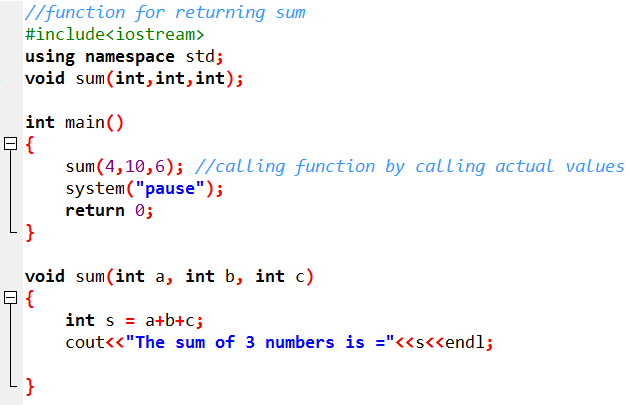 //function for returning sum
#include<iostream>
using namespace std;
void sum(int,int,int);
int main()
{
sum(4,10,6); //calling function by calling actual values
system("pause");
return 0;
}
void sum(int a, int b, int c)
{
int s = a+b+c;
cout<<"The sum of 3 numbers is ="<<s<<endl;
}